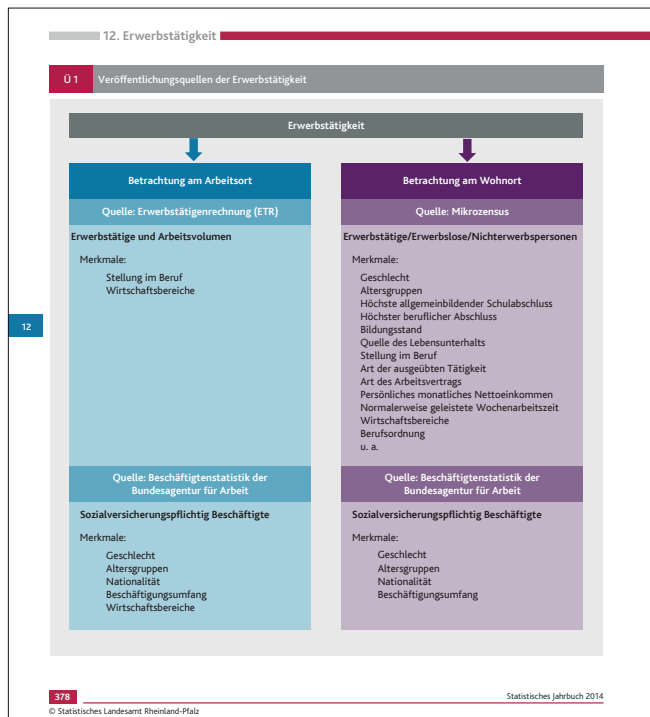 12. Erwerbstätigkeit
Ü 1 Veröffentlichungsquellen der Erwerbstätigkeit
Erwerbstätigkeit
Betrachtung am Arbeitsort
Quelle: Erwerbstätigenrechnung (ETR)
Erwerbstätige und Arbeitsvolumen
Merkmale:
Stellung im Beruf
Wirtschaftsbereiche
Quelle: Beschäftigtenstatistik der
Bundesagentur für Arbeit
Sozialversicherungspflichtig Beschäftigte
Merkmale:
Geschlecht
Altersgruppen
Nationalität
Beschäftigungsumfang
Wirtschaftsbereiche
Betrachtung am Wohnort
Quelle: Mikrozensus
Erwerbstätige/Erwerbslose/Nichterwerbspersonen
Merkmale:
Geschlecht
Altersgruppen
Höchste allgemeinbildender Schulabschluss
Höchster beruflicher Abschluss
Bildungsstand
Quelle des Lebensunterhalts
Stellung im Beruf
Art der ausgeübten Tätigkeit
Art des Arbeitsvertrags
Persönliches monatliches Nettoeinkommen
Normalerweise geleistete Wochenarbeitszeit
Wirtschaftsbereiche
Berufsordnung
u. a.
Quelle: Beschäftigtenstatistik der
Bundesagentur für Arbeit
Sozialversicherungspflichtig Beschäftigte
Merkmale:
Geschlecht
Altersgruppen
Nationalität
Beschäftigungsumfang
12
378
Statistisches Jahrbuch 2014
© Statistisches Landesamt Rheinland-Pfalz